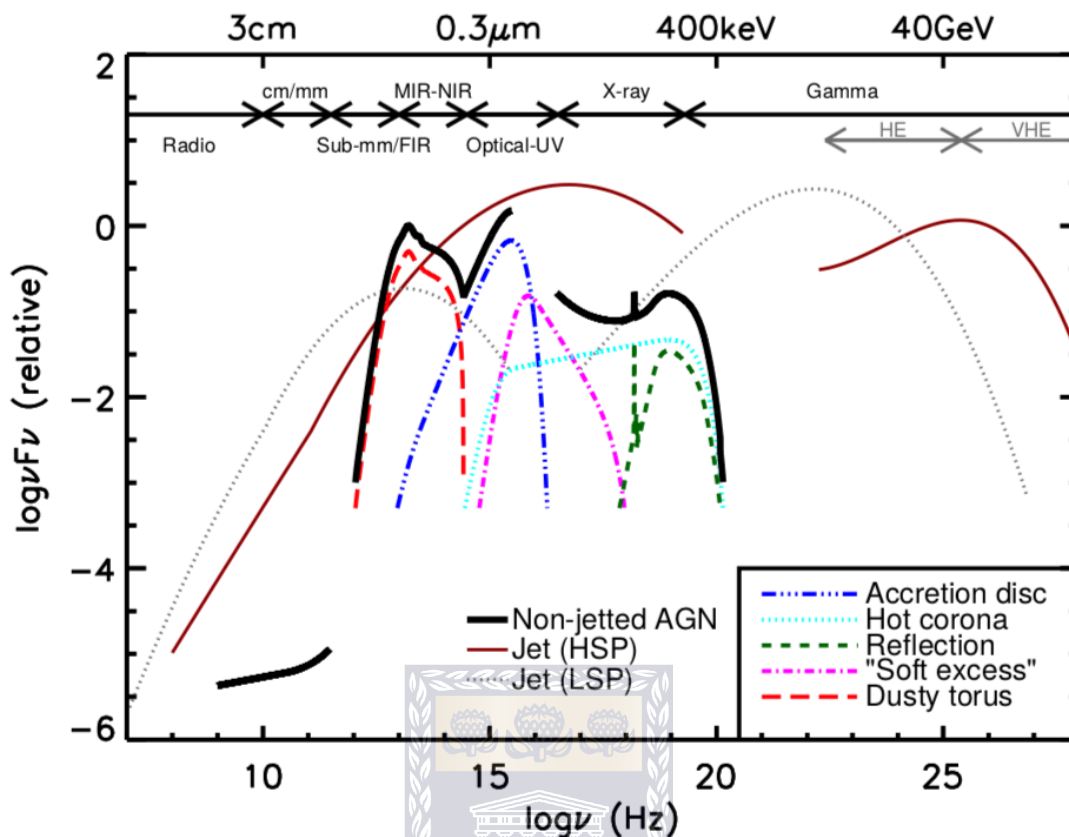 3cm 0.3μm 400keV 40GeV
cm/mm MIR-NIR X-ray Gamma
Radio Sub-mm/FIR Optical-UV HE VHE
2
0
−2
−4
−6
logνFν (relative)
Non-jetted AGN
Jet (HSP)
Jet (LSP)
Accretion disc
Hot corona
Reflection
"Soft excess"
Dusty torus
10 15 20 25
logν (Hz)